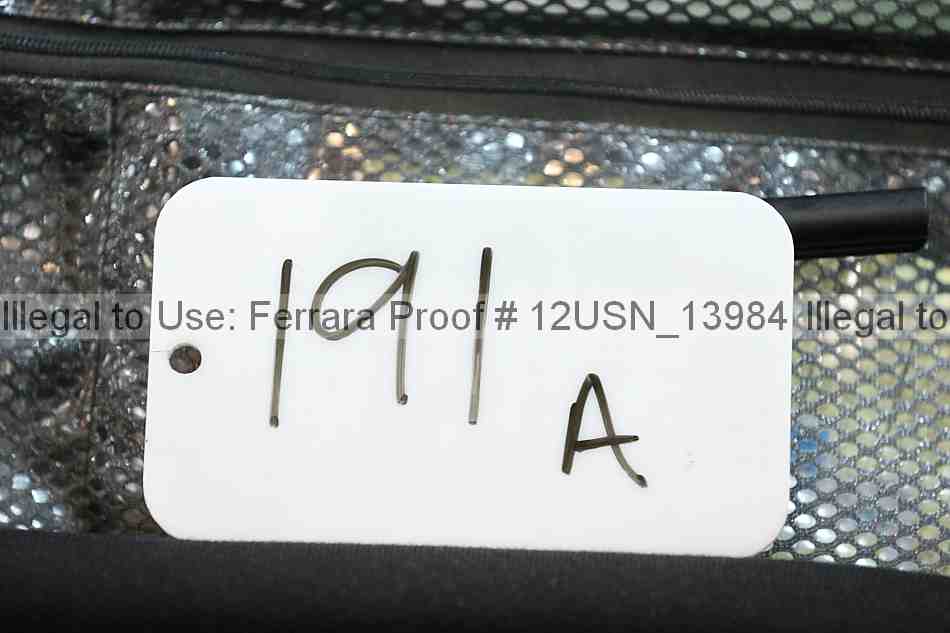 191
Illegal to Use: Ferrara Proof # 12USN_13984 Illegal to
A